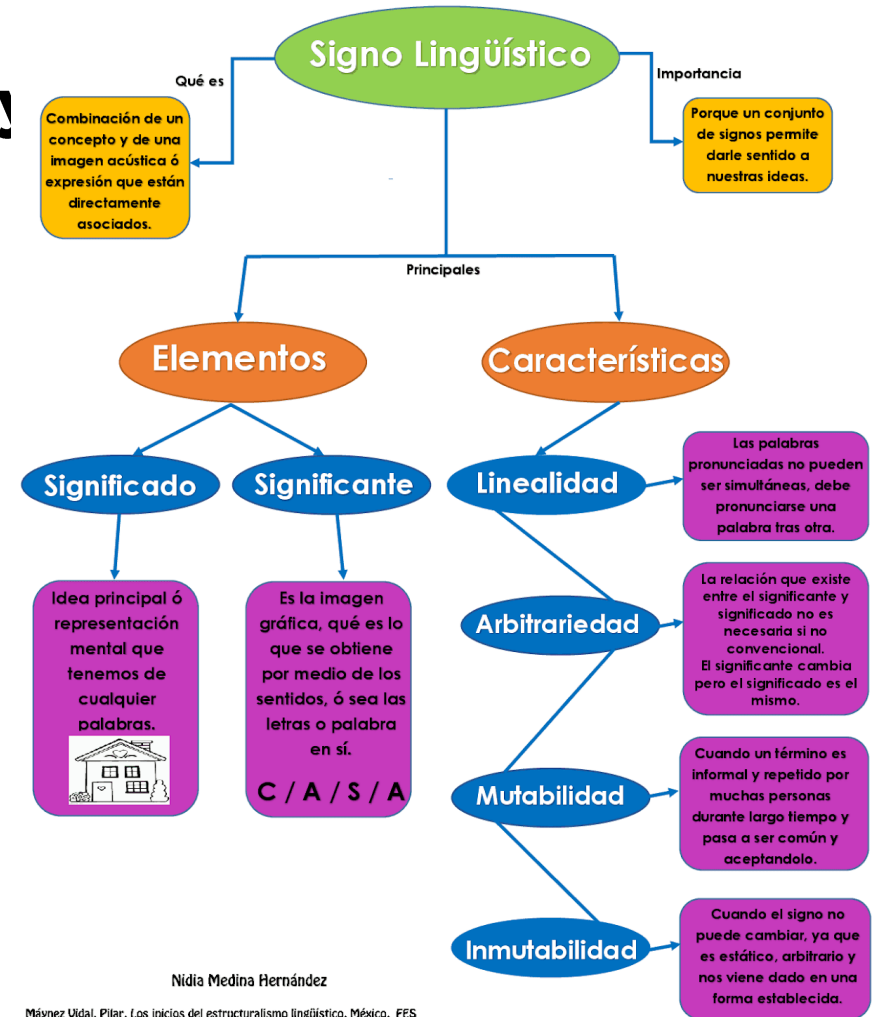 Signo Lingüístico
Qué es
Combinación de un
concepto y de una
imagen acústica ó
expresión que están
directamente
asociados.
Importancia
Porque un conjunto
de signos permite
darle sentido a
nuestras ideas.
Principales
Elementos
Significado
Idea principal ó
representación
mental que
tenemos de
cualquier
palabras.
Significante
Es la imagen
gráfica, qué es lo
que se obtiene
por medio de los
sentidos, ó sea las
letras o palabra
en sí.
C / A / S / A
Características
Linealidad
Las palabras
pronunciadas no pueden
ser simultáneas, debe
pronunciarse una
palabra tras otra.
Arbitrariedad
La relación que existe
entre el significante y
significado no es
necesaria si no
convencional.
El significante cambia
pero el significado es el
mismo.
Mutabilidad
Cuando un término es
informal y repetido por
muchas personas
durante largo tiempo y
pasa a ser común y
aceptandolo.
Inmutabilidad
Cuando el signo no
puede cambiar, ya que
es estático, arbitrario y
nos viene dado en una
forma establecida.
Nidia Medina Hernández
Máynez Vidal, Pilar. Los inicios del estructuralismo lingüístico. México. FES